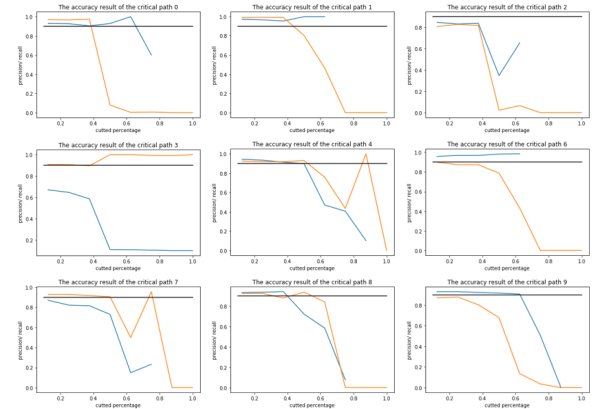 The accuracy result of the critical path 0
precision/ recall
1.0
0.8
0.6
0.4
0.2
0.0
0.2 0.4 0.6 0.8 1.0
cutted percentage
The accuracy result of the critical path 1
precision/ recall
1.0
0.8
0.6
0.4
0.2
0.0
0.2 0.4 0.6 0.8 1.0
cutted percentage
The accuracy result of the critical path 2
precision/ recall
0.8
0.6
0.4
0.2
0.0
0.2 0.4 0.6 0.8 1.0
cutted percentage
The accuracy result of the critical path 3
precision/ recall
1.0
0.8
0.6
0.4
0.2
0.2 0.4 0.6 0.8 1.0
cutted percentage
The accuracy result of the critical path 4
precision/ recall
1.0
0.8
0.6
0.4
0.2
0.0
0.2 0.4 0.6 0.8 1.0
cutted percentage
The accuracy result of the critical path 6
precision/ recall
1.0
0.8
0.6
0.4
0.2
0.0
0.2 0.4 0.6 0.8 1.0
cutted percentage
The accuracy result of the critical path 7
precision/ recall
1.0
0.8
0.6
0.4
0.2
0.0
0.2 0.4 0.6 0.8 1.0
cutted percentage
The accuracy result of the critical path 8
precision/ recall
0.8
0.6
0.4
0.2
0.0
0.2 0.4 0.6 0.8 1.0
cutted percentage
The accuracy result of the critical path 9
precision/ recall
0.8
0.6
0.4
0.2
0.0
0.2 0.4 0.6 0.8 1.0
cutted percentage